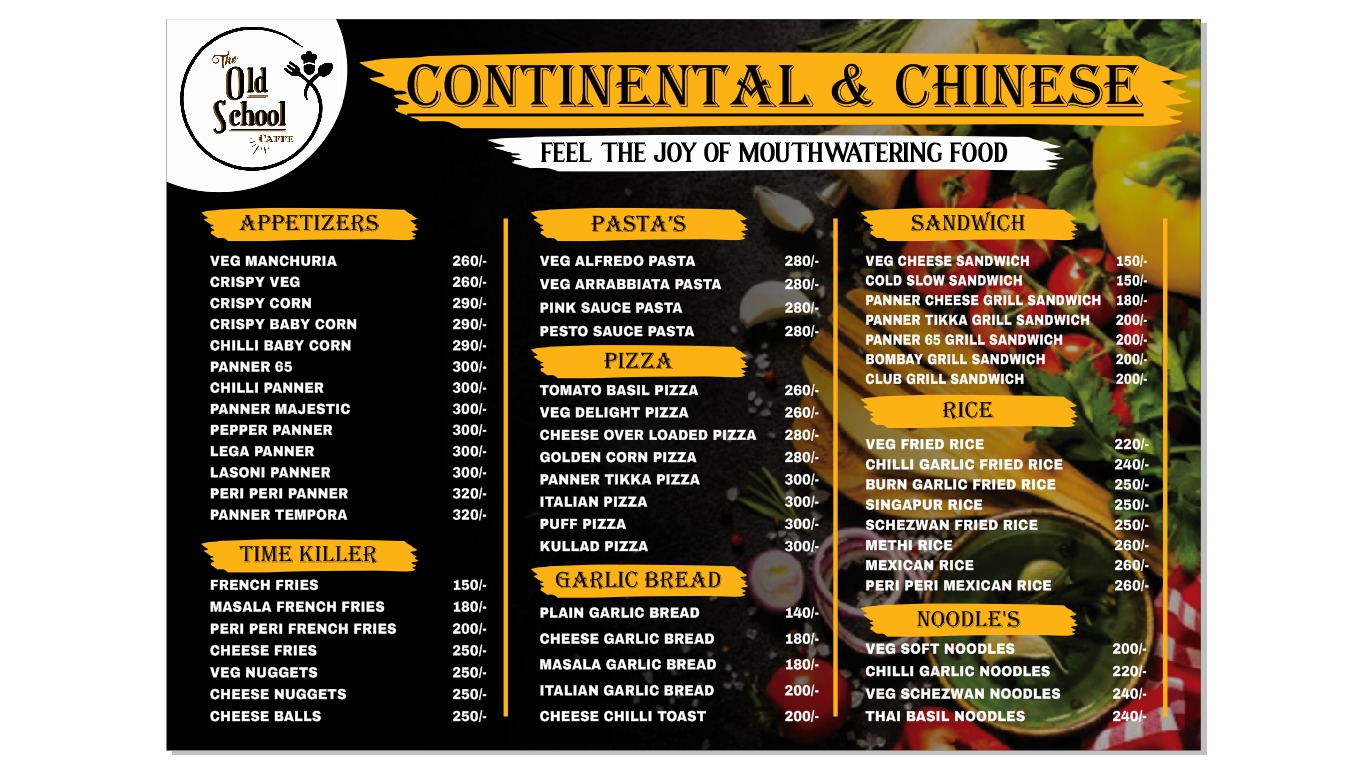 The
Old
School
CAFFE
CONTINENTAL & CHINESE
FEEL THE JOY OF MOUTHWATERING FOOD
APPETIZERS
VEG MANCHURIA 260/-
CRISPY VEG 260/-
CRISPY CORN 290/-
CRISPY BABY CORN 290/-
CHILLI BABY CORN 290/-
PANNER 65 300/-
CHILLI PANNER 300/-
PANNER MAJESTIC 300/-
PEPPER PANNER 300/-
LEGA PANNER 300/-
LASONI PANNER 300/-
PERI PERI PANNER 320/-
PANNER TEMPORA 320/-
TIME KILLER
FRENCH FRIES 150/-
MASALA FRENCH FRIES 180/-
PERI PERI FRENCH FRIES 200/-
CHEESE FRIES 250/-
VEG NUGGETS 250/-
CHEESE NUGGETS 250/-
CHEESE BALLS 250/-
PASTA'S
VEG ALFREDO PASTA 280/-
VEG ARRABBIATA PASTA 280/-
PINK SAUCE PASTA 280/-
PESTO SAUCE PASTA 280/-
PIZZA
TOMATO BASIL PIZZA 260/-
VEG DELIGHT PIZZA 260/-
CHEESE OVER LOADED PIZZA 280/-
GOLDEN CORN PIZZA 280/-
PANNER TIKKA PIZZA 300/-
ITALIAN PIZZA 300/-
PUFF PIZZA 300/-
KULLAD PIZZA 300/-
GARLIC BREAD
PLAIN GARLIC BREAD 140/-
CHEESE GARLIC BREAD 180/-
MASALA GARLIC BREAD 180/-
ITALIAN GARLIC BREAD 200/-
CHEESE CHILLI TOAST 200/-
SANDWICH
VEG CHEESE SANDWICH 150/-
COLD SLOW SANDWICH 150/-
PANNER CHEESE GRILL SANDWICH 180/-
PANNER TIKKA GRILL SANDWICH 200/-
PANNER 65 GRILL SANDWICH 200/-
BOMBAY GRILL SANDWICH 200/-
CLUB GRILL SANDWICH 200/-
RICE
VEG FRIED RICE 220/-
CHILLI GARLIC FRIED RICE 240/-
BURN GARLIC FRIED RICE 250/-
SINGAPUR RICE 250/-
SCHEZWAN FRIED RICE 250/-
METHI RICE 260/-
MEXICAN RICE 260/-
PERI PERI MEXICAN RICE 260/-
NOODLE'S
VEG SOFT NOODLES 200/-
CHILLI GARLIC NOODLES 220/-
VEG SCHEZWAN NOODLES 240/-
THAI BASIL NOODLES 240/-